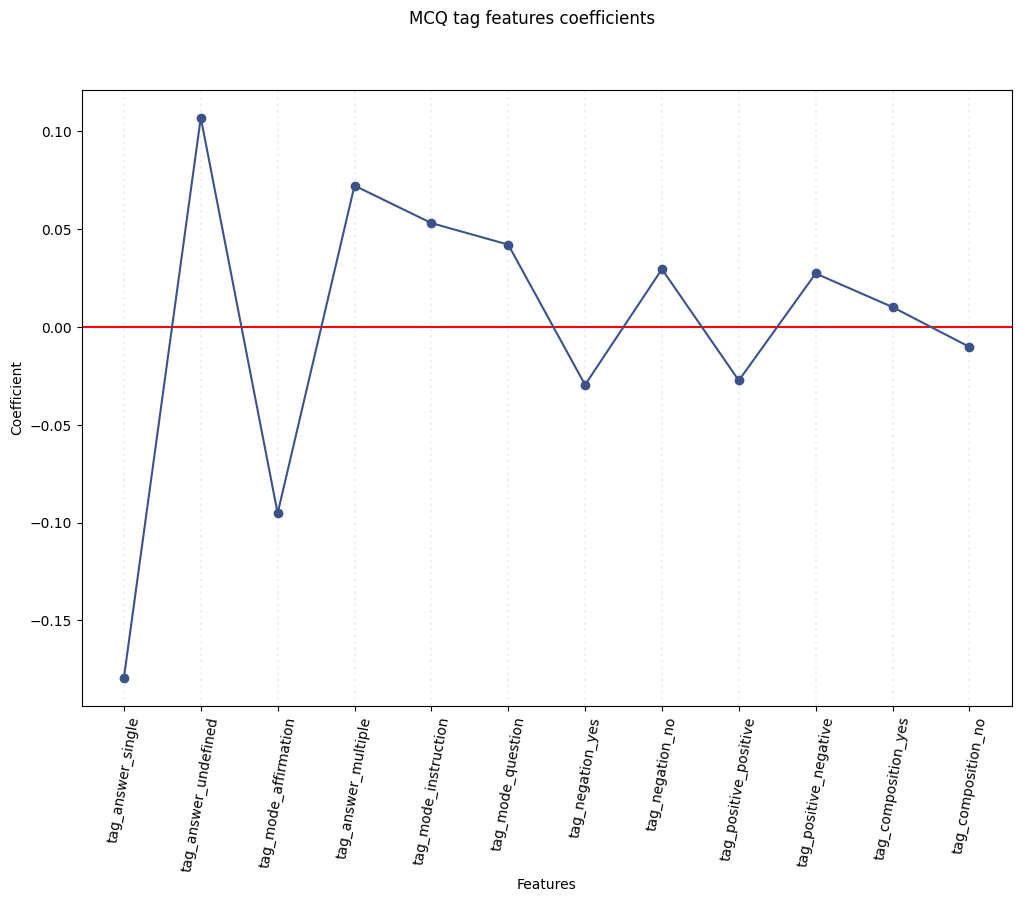 MCQ tag features coefficients
0.10
0.05
0.00
−0.05
−0.10
−0.15
Coefficient
tag_answer_single
tag_answer_undefined
tag_mode_affirmation
tag_answer_multiple
tag_mode_instruction
tag_mode_question
tag_negation_yes
tag_negation_no
tag_positive_positive
tag_positive_negative
tag_composition_yes
tag_composition_no
Features